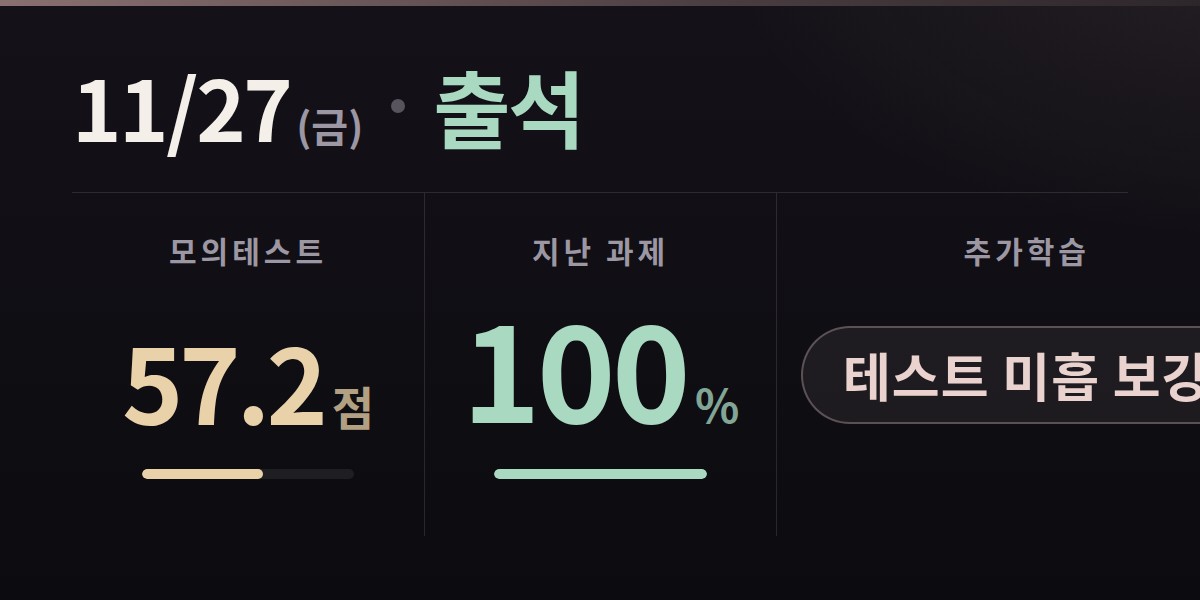 11/27(금) • 출석
모의테스트
지난 과제
추가학습
57.2점
100%
테스트 미흡 보강